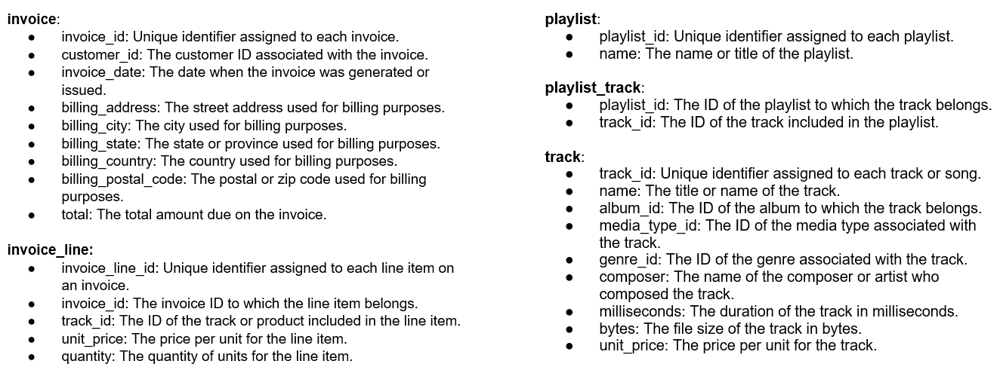 invoice:
● invoice_id: Unique identifier assigned to each invoice.
● customer_id: The customer ID associated with the invoice.
● invoice_date: The date when the invoice was generated or
issued.
● billing_address: The street address used for billing purposes.
● billing_city: The city used for billing purposes.
● billing_state: The state or province used for billing purposes.
● billing_country: The country used for billing purposes.
● billing_postal_code: The postal or zip code used for billing
purposes.
● total: The total amount due on the invoice.
invoice_line:
● invoice_line_id: Unique identifier assigned to each line item on
an invoice.
● invoice_id: The invoice ID to which the line item belongs.
● track_id: The ID of the track or product included in the line item.
● unit_price: The price per unit for the line item.
● quantity: The quantity of units for the line item.
playlist:
● playlist_id: Unique identifier assigned to each playlist.
● name: The name or title of the playlist.
playlist_track:
● playlist_id: The ID of the playlist to which the track belongs.
● track_id: The ID of the track included in the playlist.
track:
● track_id: Unique identifier assigned to each track or song.
● name: The title or name of the track.
● album_id: The ID of the album to which the track belongs.
● media_type_id: The ID of the media type associated with
the track.
● genre_id: The ID of the genre associated with the track.
● composer: The name of the composer or artist who
composed the track.
● milliseconds: The duration of the track in milliseconds.
● bytes: The file size of the track in bytes.
● unit_price: The price per unit for the track.